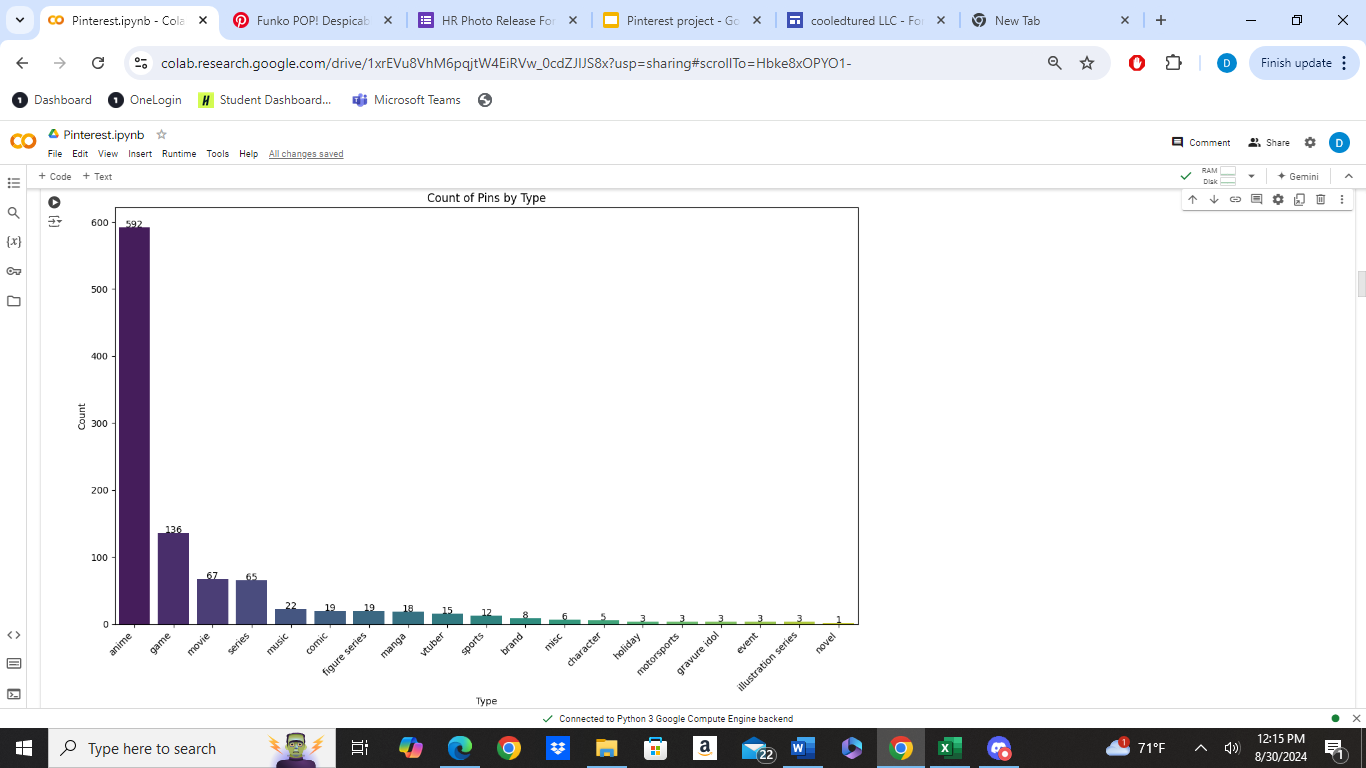 Pinterest.ipynb - Cola
Funko POP! Despicab
HR Photo Release For
Pinterest project - Go
cooledtured LLC - For
New Tab
colab.research.google.com/drive/1xrEVu8VhM6pqjtW4EiRVw_0cdZJIJS8x?usp=sharing#scrollTo=Hbke8xOPYO1-
D
Finish update
Dashboard
OneLogin
Student Dashboard...
Microsoft Teams
CO
Pinterest.ipynb
File Edit View Insert Runtime Tools Help All changes saved
Comment
Share
D
+ Code + Text
RAM
Disk
Gemini
{x}
Count of Pins by Type
Count
600
500
400
300
200
100
0
592
136
67
65
22
19
19
18
15
12
8
6
5
3
3
3
3
3
1
anime
game
movie
series
music
comic
figure series
manga
vtuber
sports
brand
misc
character
holiday
motorsports
gravure idol
event
illustration series
novel
Type
Connected to Python 3 Google Compute Engine backend
Type here to search
22
1
71°F
12:15 PM
8/30/2024
1